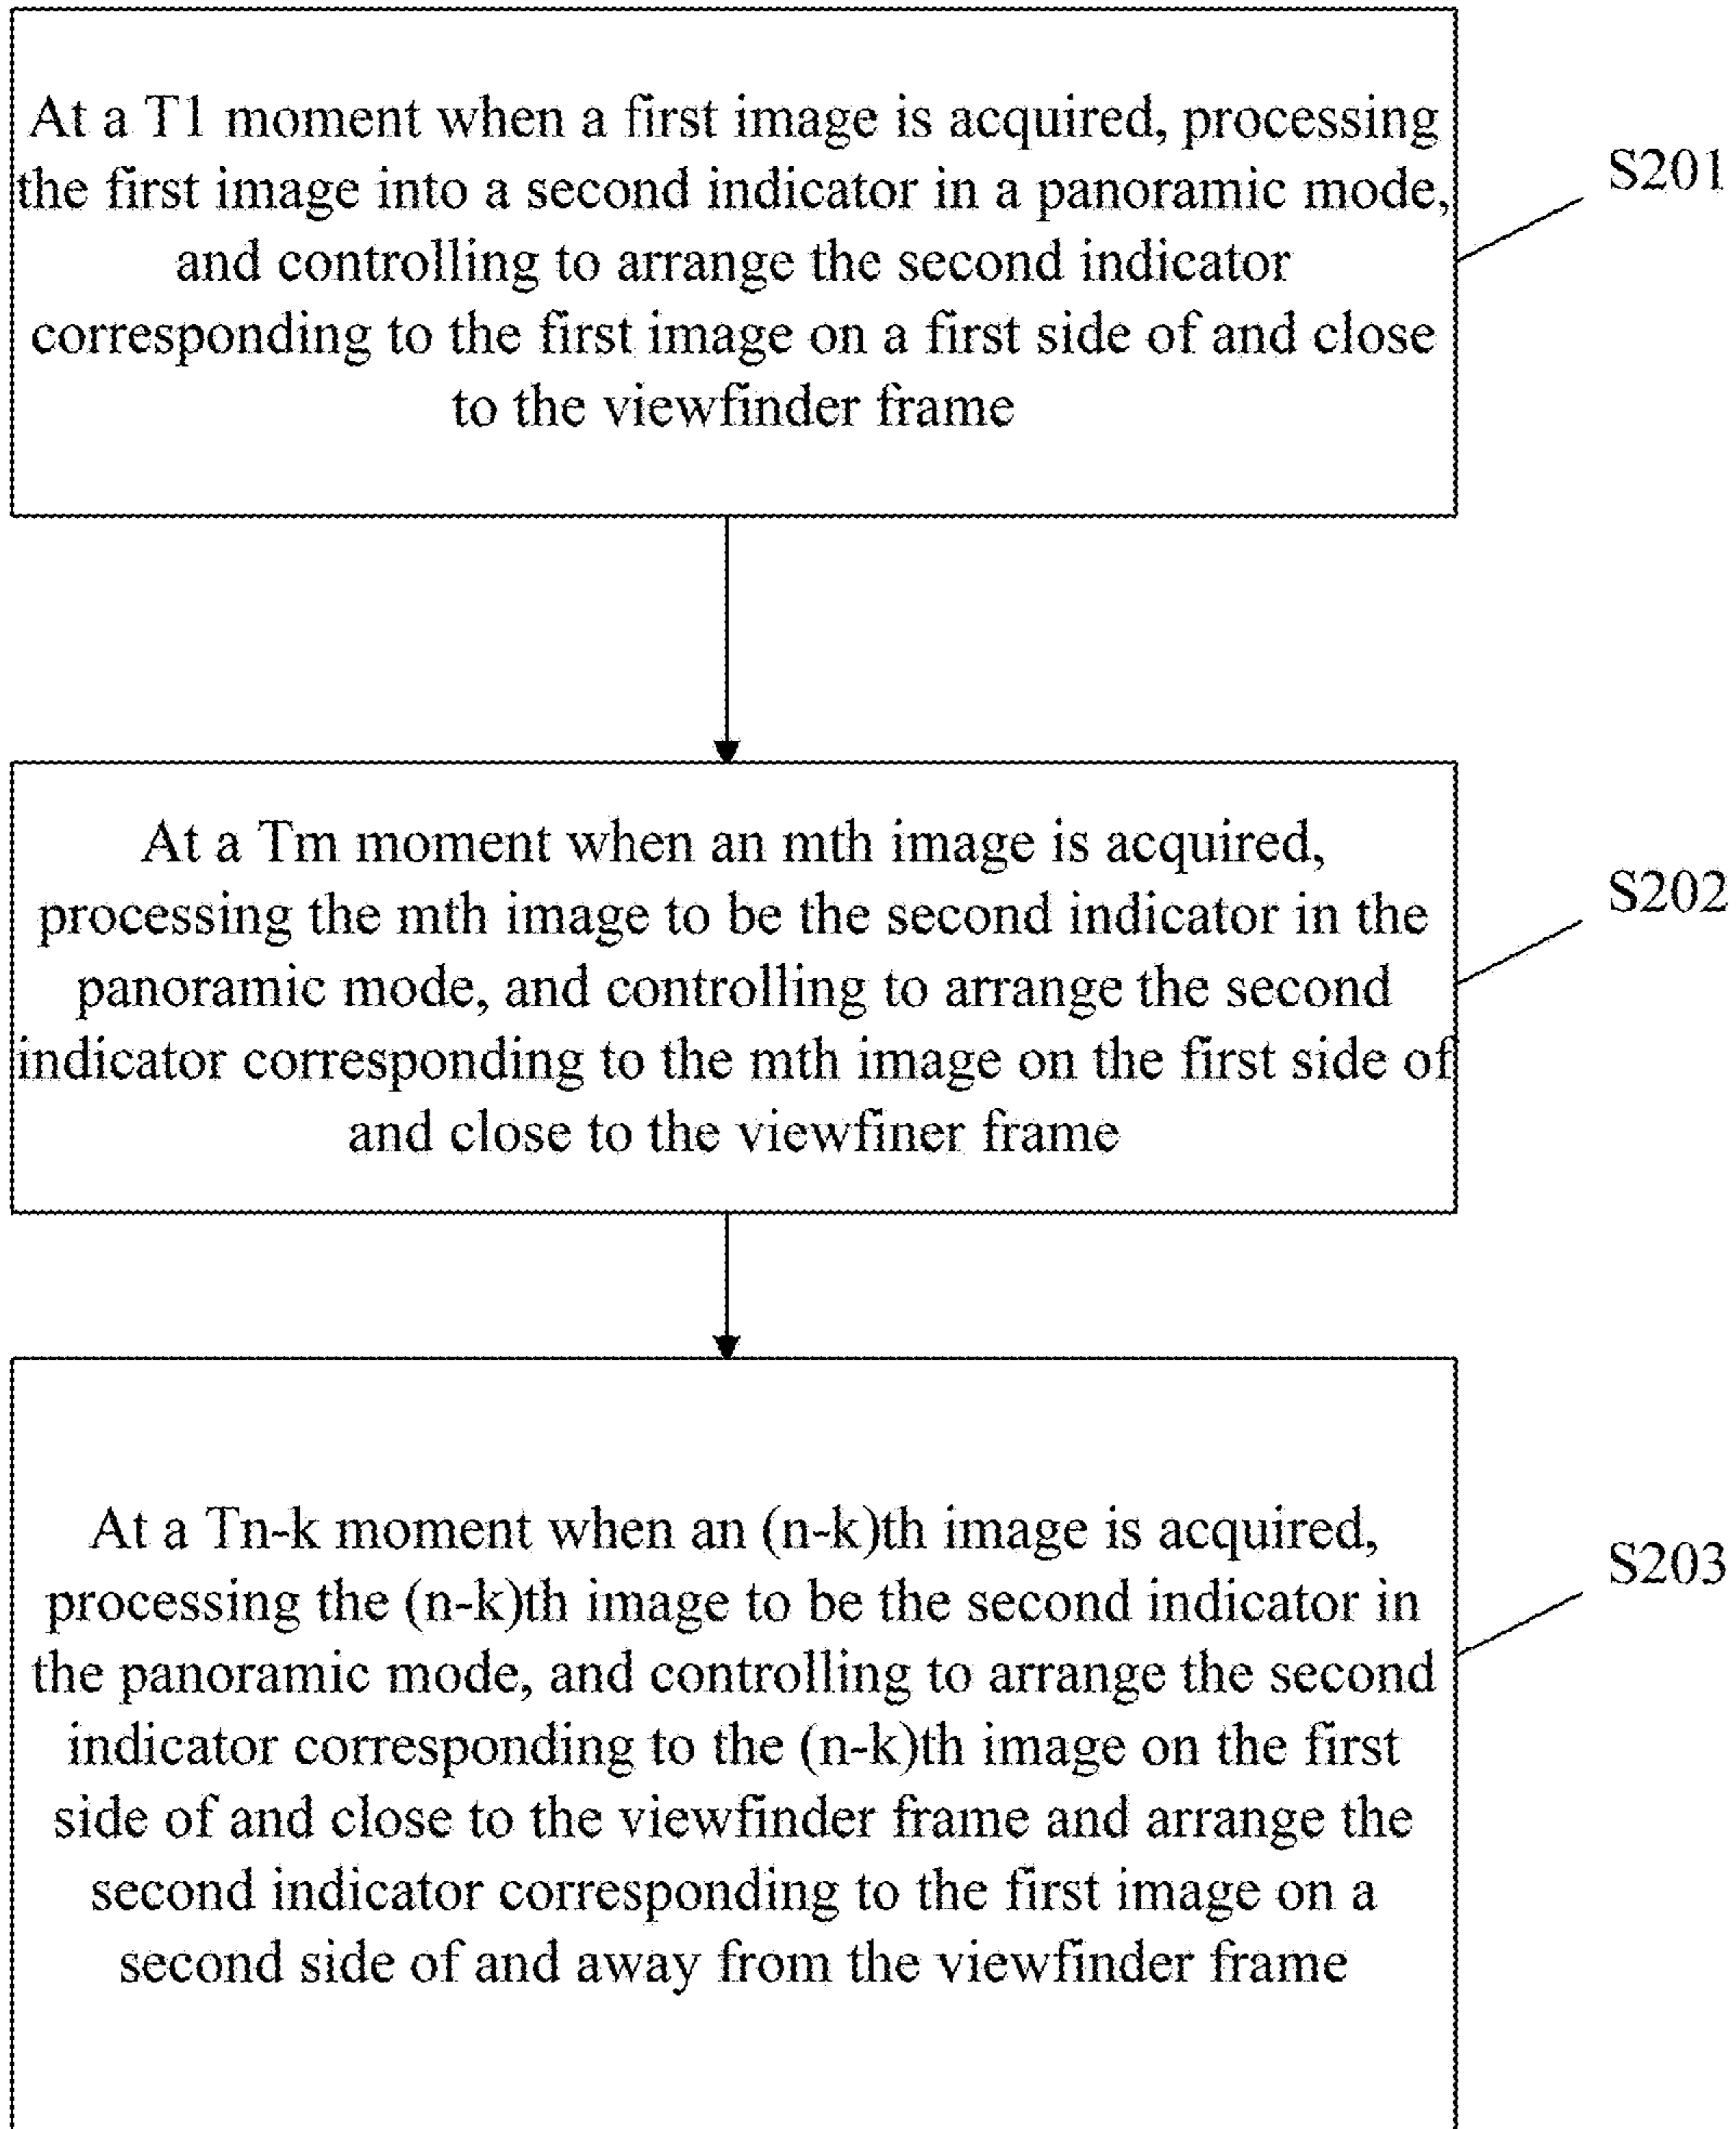 At a T1 moment when a first image is acquired, processing
the first image into a second indicator in a panoramic mode,
and controlling to arrange the second indicator
corresponding to the first image on a first side of and close
to the viewfinder frame
S201
At a Tm moment when an mth image is acquired,
processing the mth image to be the second indicator in the
panoramic mode, and controlling to arrange the second
indicator corresponding to the mth image on the first side of
and close to the viewfiner frame
S202
At a Tn-k moment when an (n-k)th image is acquired,
processing the (n-k)th image to be the second indicator in
the panoramic mode, and controlling to arrange the second
indicator corresponding to the (n-k)th image on the first
side of and close to the viewfinder frame and arrange the
second indicator corresponding to the first image on a
second side of and away from the viewfinder frame
S203